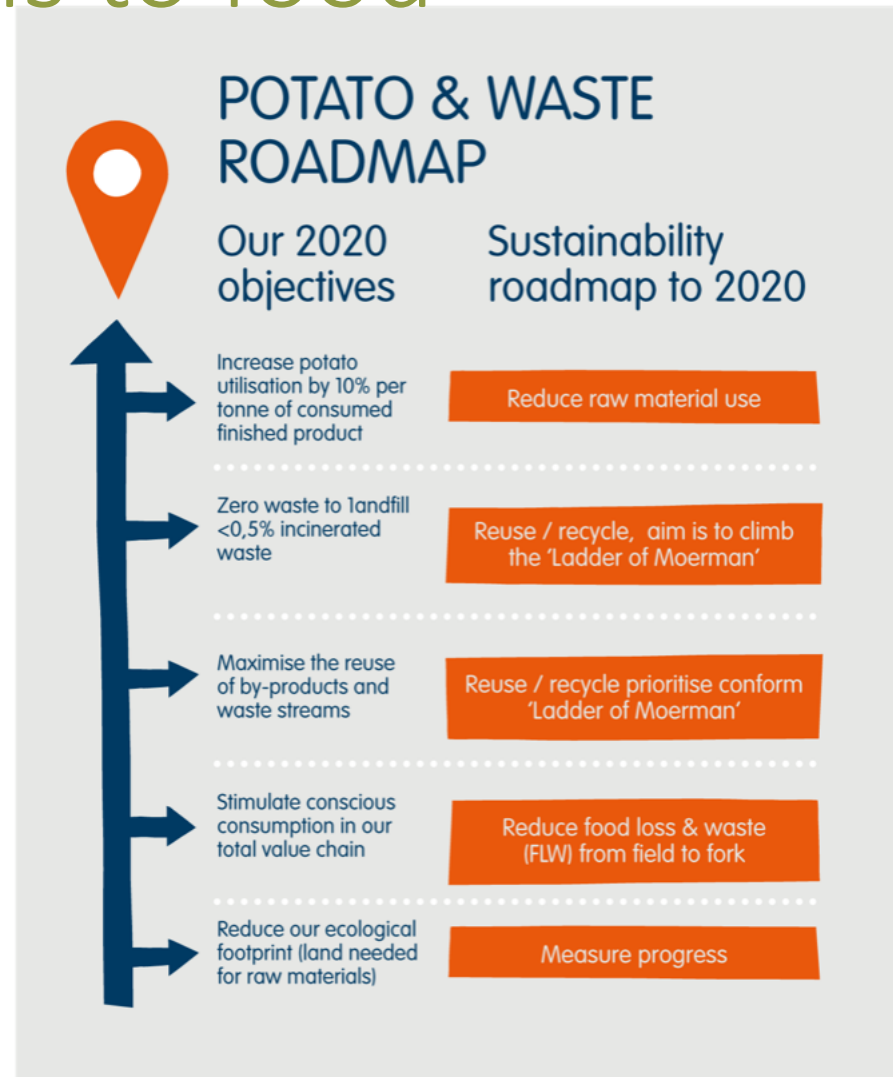 to food
POTATO & WASTE
ROADMAP
Our 2020
objectives
Sustainability
roadmap to 2020
Increase potato
utilisation by 10% per
tonne of consumed
finished product
Reduce raw material use
Zero waste to 1andfill
<0,5% incinerated
waste
Reuse / recycle, aim is to climb
the ‘Ladder of Moerman’
Maximise the reuse
of by-products and
waste streams
Reuse / recycle prioritise conform
‘Ladder of Moerman’
Stimulate conscious
consumption in our
total value chain
Reduce food loss & waste
(FLW) from field to fork
Reduce our ecological
footprint (land needed
for raw materials)
Measure progress